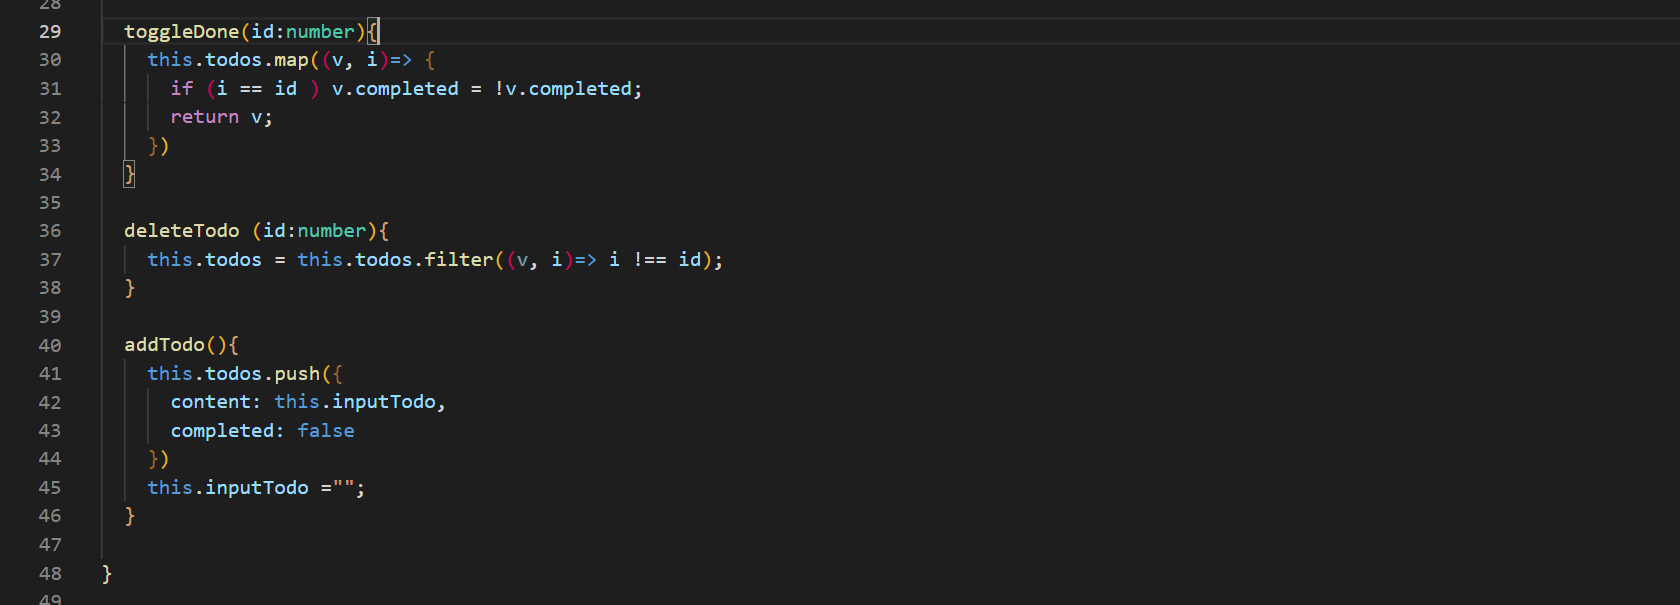 28
29 toggleDone(id:number){
30 this.todos.map((v, i)=> {
31 if (i == id ) v.completed = !v.completed;
32 return v;
33 })
34 }
35
36 deleteTodo (id:number){
37 this.todos = this.todos.filter((v, i)=> i !== id);
38 }
39
40 addTodo(){
41 this.todos.push({
42 content: this.inputTodo,
43 completed: false
44 })
45 this.inputTodo ="";
46 }
47
48 }
49